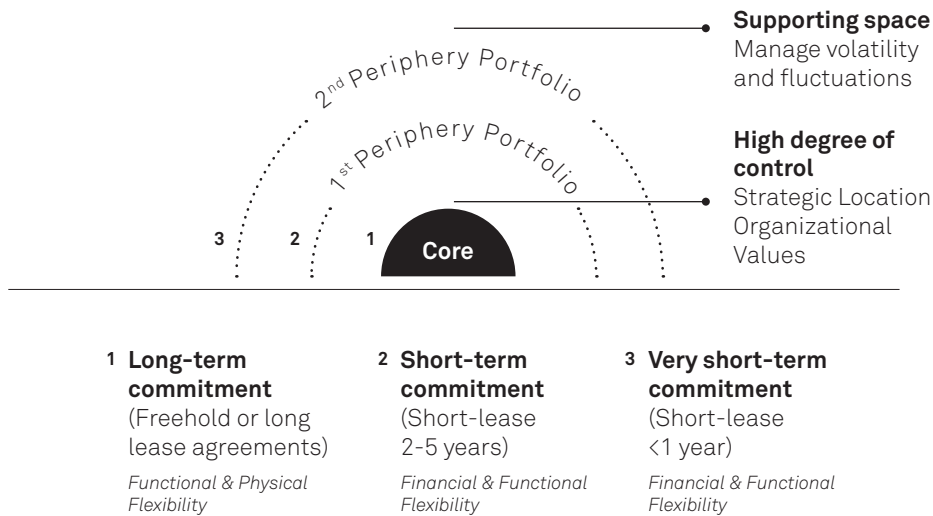 Supporting space
Manage volatility
and fluctuations
2nd Periphery Portfolio
High degree of
control
Strategic Location
Organizational
Values
1st Periphery Portfolio
3
2
1
Core
1 Long-term
commitment
(Freehold or long
lease agreements)
Functional & Physical
Flexibility
2 Short-term
commitment
(Short-lease
2-5 years)
Financial & Functional
Flexibility
3 Very short-term
commitment
(Short-lease
<1 year)
Financial & Functional
Flexibility